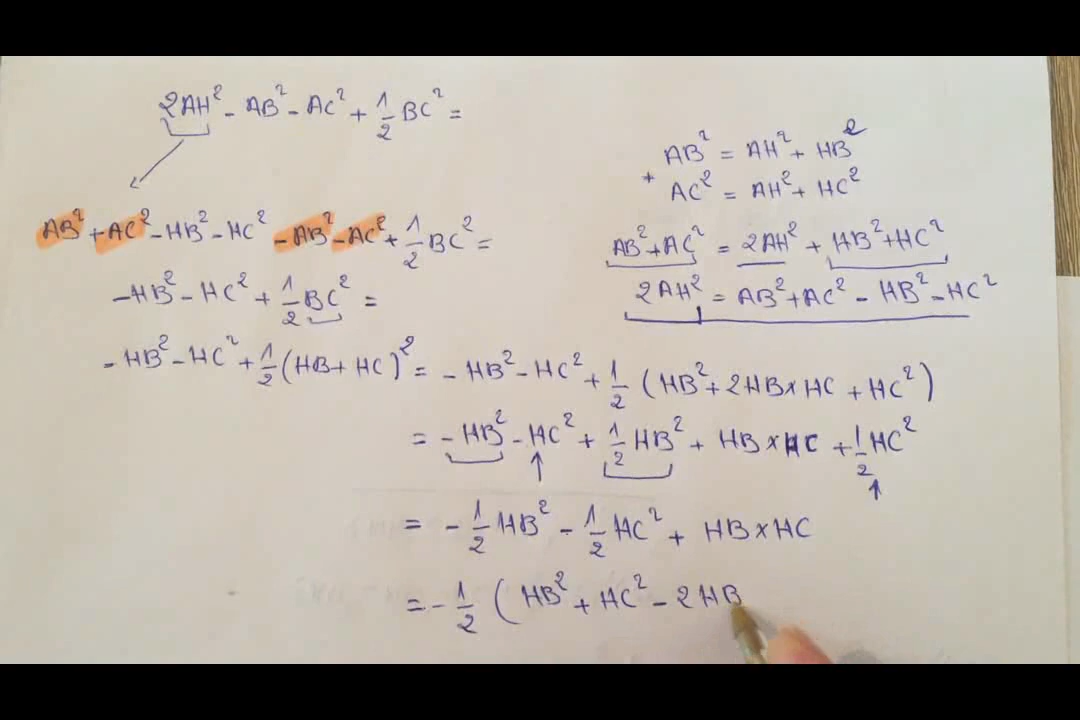 2AH² - AB² - AC² + 1/2 BC² =
AB² + AC² - HB² - HC² - AB² - AC² + 1/2 BC² =
- HB² - HC² + 1/2 BC² =
- HB² - HC² + 1/2 (HB + HC)² = - HB² - HC² + 1/2 (HB² + 2HB × HC + HC²)
= - HB² - HC² + 1/2 HB² + HB × HC + 1/2 HC²
= - 1/2 HB² - 1/2 HC² + HB × HC
= - 1/2 ( HB² + HC² - 2HB
AB² = AH² + HB²
+ AC² = AH² + HC²
AB² + AC² = 2AH² + HB² + HC²
2AH² = AB² + AC² - HB² - HC²